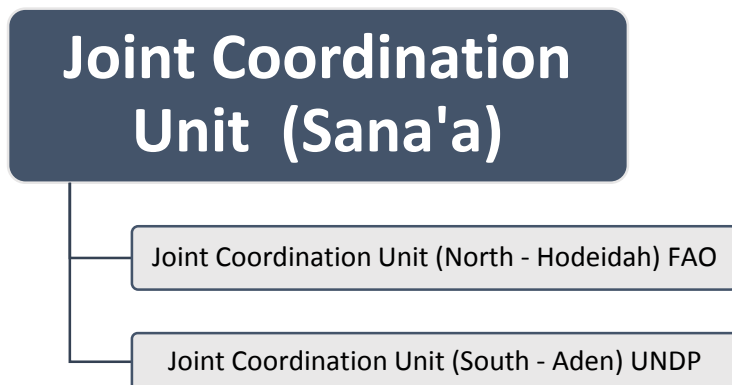 Joint Coordination
Unit (Sana'a)
Joint Coordination Unit (North - Hodeidah) FAO
Joint Coordination Unit (South - Aden) UNDP